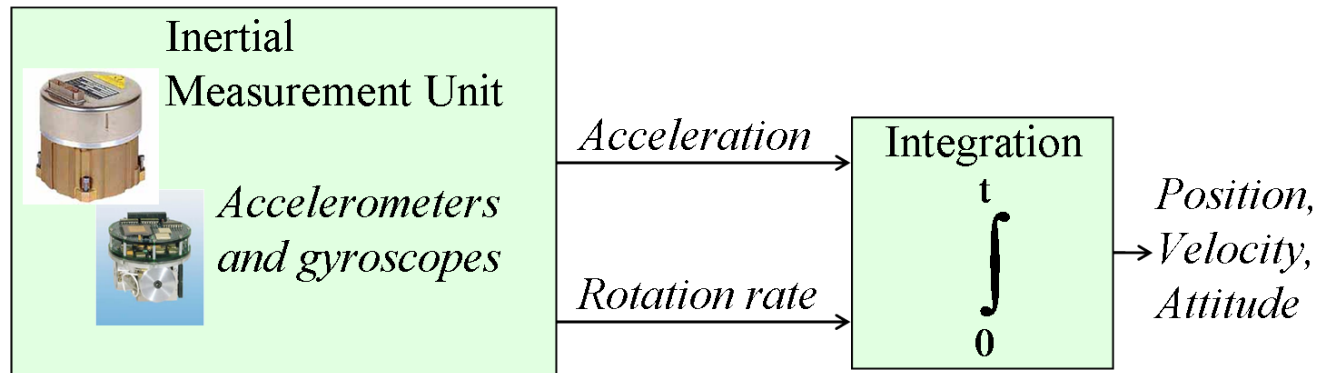 Inertial
Measurement Unit
Accelerometers
and gyroscopes
Acceleration
Rotation rate
Integration
t
∫
0
Position,
Velocity,
Attitude